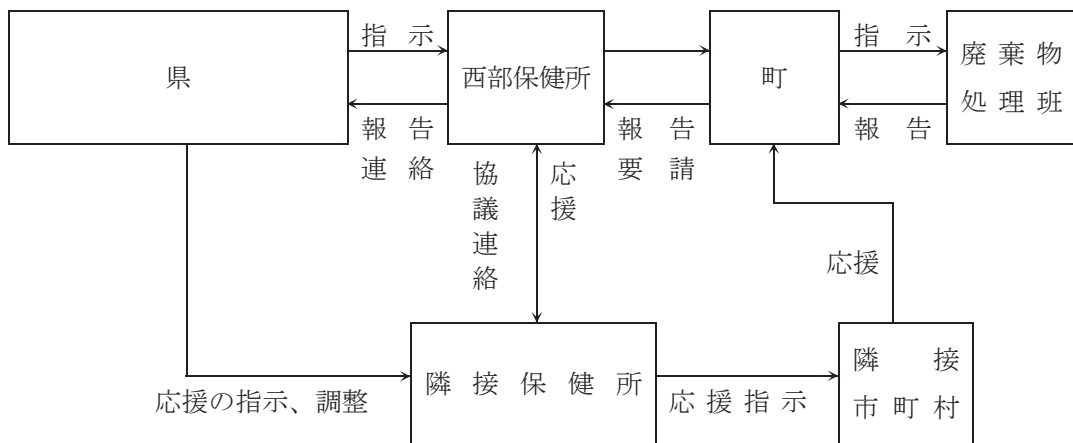 指示
指示
県
西部保健所
町
廃棄物
処理班
報告
連絡
報告
要請
報告
協議連絡
応援
応援
隣接保健所
隣接
市町村
応援の指示、調整
応援指示